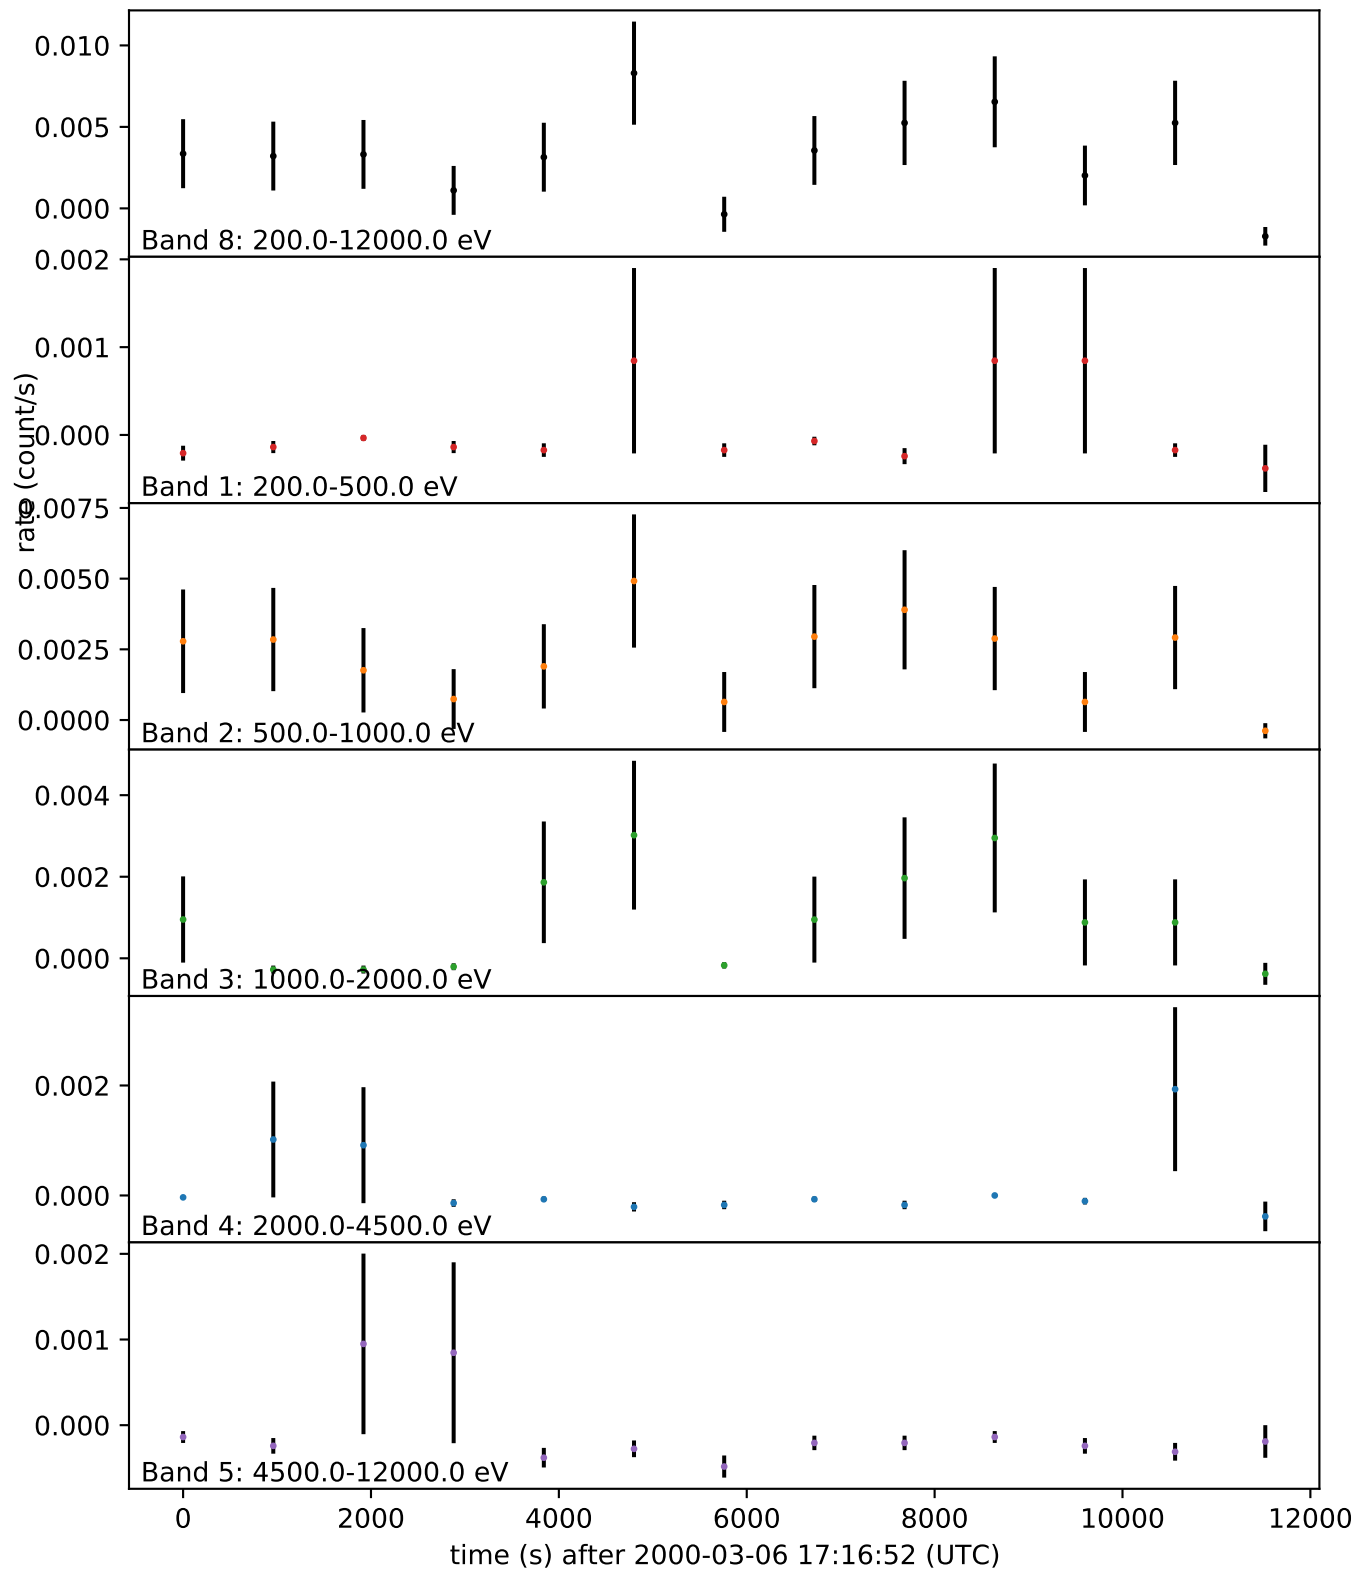 0.010
0.005
0.000
Band 8: 200.0-12000.0 eV
0.002
0.001
0.000
Band 1: 200.0-500.0 eV
rate (count/s)
0.0075
0.0050
0.0025
0.0000
Band 2: 500.0-1000.0 eV
0.004
0.002
0.000
Band 3: 1000.0-2000.0 eV
0.002
0.000
Band 4: 2000.0-4500.0 eV
0.002
0.001
0.000
Band 5: 4500.0-12000.0 eV
0 2000 4000 6000 8000 10000 12000
time (s) after 2000-03-06 17:16:52 (UTC)